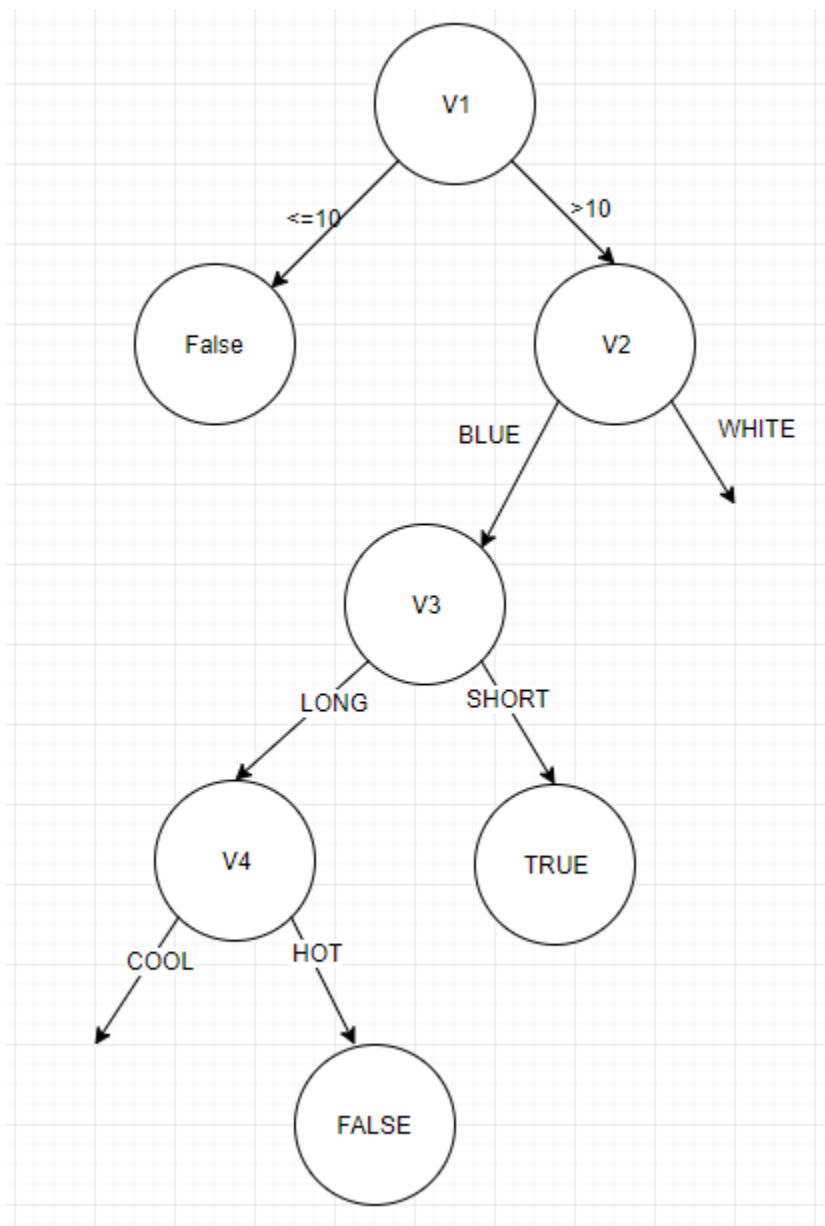 V1
<=10
>10
False
V2
BLUE
WHITE
V3
LONG
SHORT
V4
TRUE
COOL
HOT
FALSE